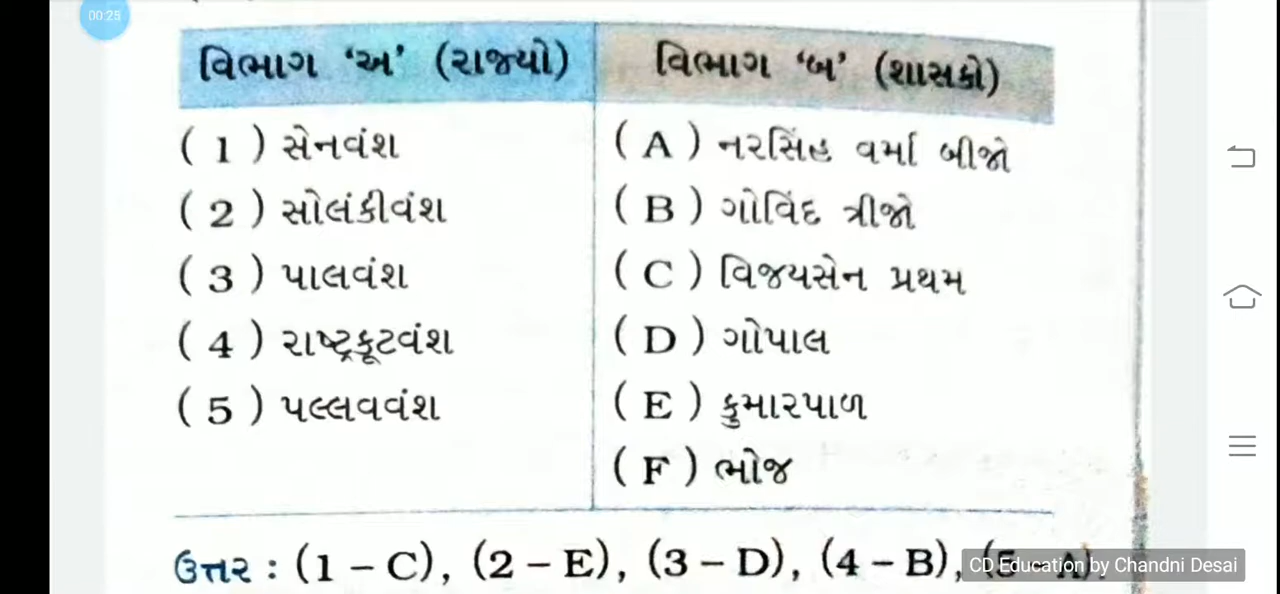 00:25
વિભાગ ‘અ’ (રાજ્યો) વિભાગ ‘બ’ (શાસકો)
( 1 ) સેનવંશ ( A ) નરસિંહ વર્મા બીજો
( 2 ) સોલંકીવંશ ( B ) ગોવિંદ ત્રીજો
( 3 ) પાલવંશ ( C ) વિજયસેન પ્રથમ
( 4 ) રાષ્ટ્રકૂટવંશ ( D ) ગોપાલ
( 5 ) પલ્લવવંશ ( E ) કુમારપાળ
( F ) ભોજ
ઉત્તર : (1 – C), (2 – E), (3 – D), (4 – B), (5 – A).
CD Education by Chandni Desai